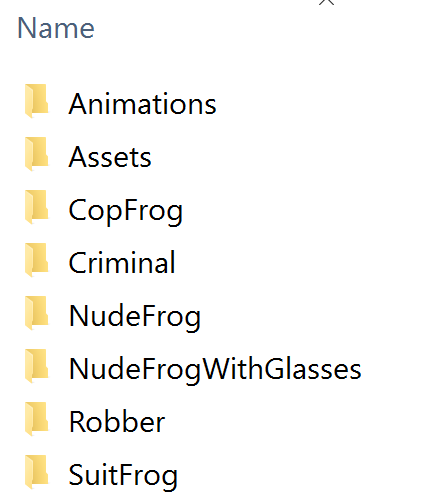 Name
Animations
Assets
CopFrog
Criminal
NudeFrog
NudeFrogWithGlasses
Robber
SuitFrog